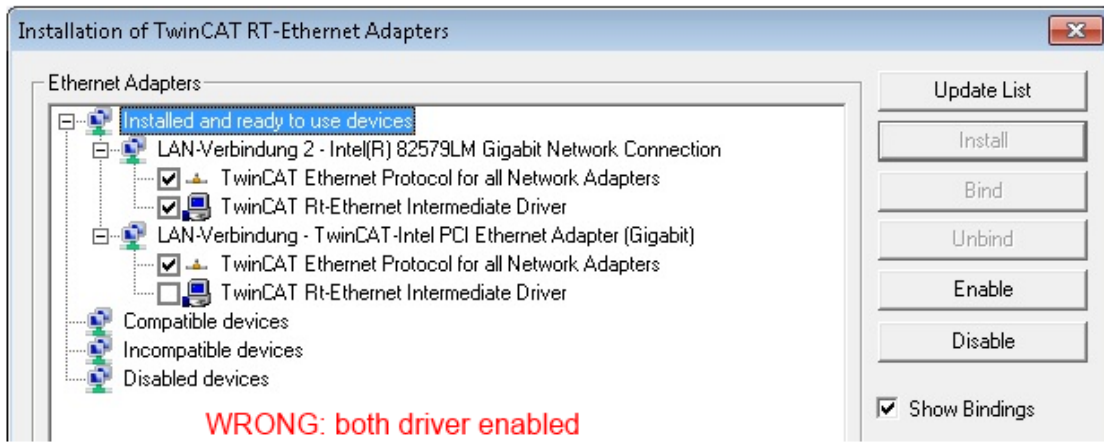 Installation of TwinCAT RT-Ethernet Adapters
Ethernet Adapters
Installed and ready to use devices
LAN-Verbindung 2 - Intel(R) 82579LM Gigabit Network Connection
TwinCAT Ethernet Protocol for all Network Adapters
TwinCAT Rt-Ethernet Intermediate Driver
LAN-Verbindung - TwinCAT-Intel PCI Ethernet Adapter (Gigabit)
TwinCAT Ethernet Protocol for all Network Adapters
TwinCAT Rt-Ethernet Intermediate Driver
Compatible devices
Incompatible devices
Disabled devices
WRONG: both driver enabled
Update List
Install
Bind
Unbind
Enable
Disable
Show Bindings